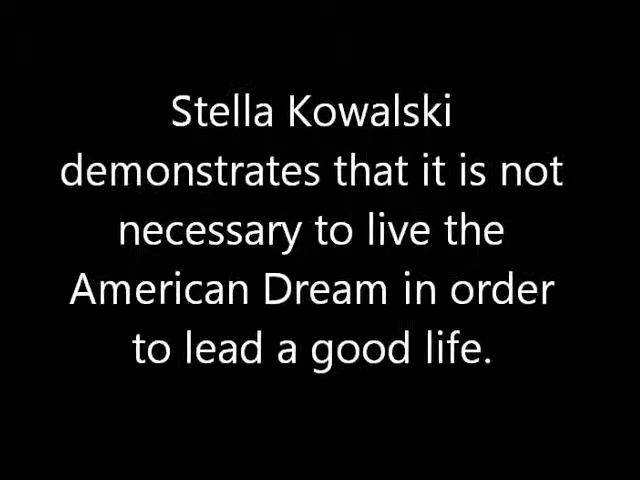 Stella Kowalski
demonstrates that it is not
necessary to live the
American Dream in order
to lead a good life.